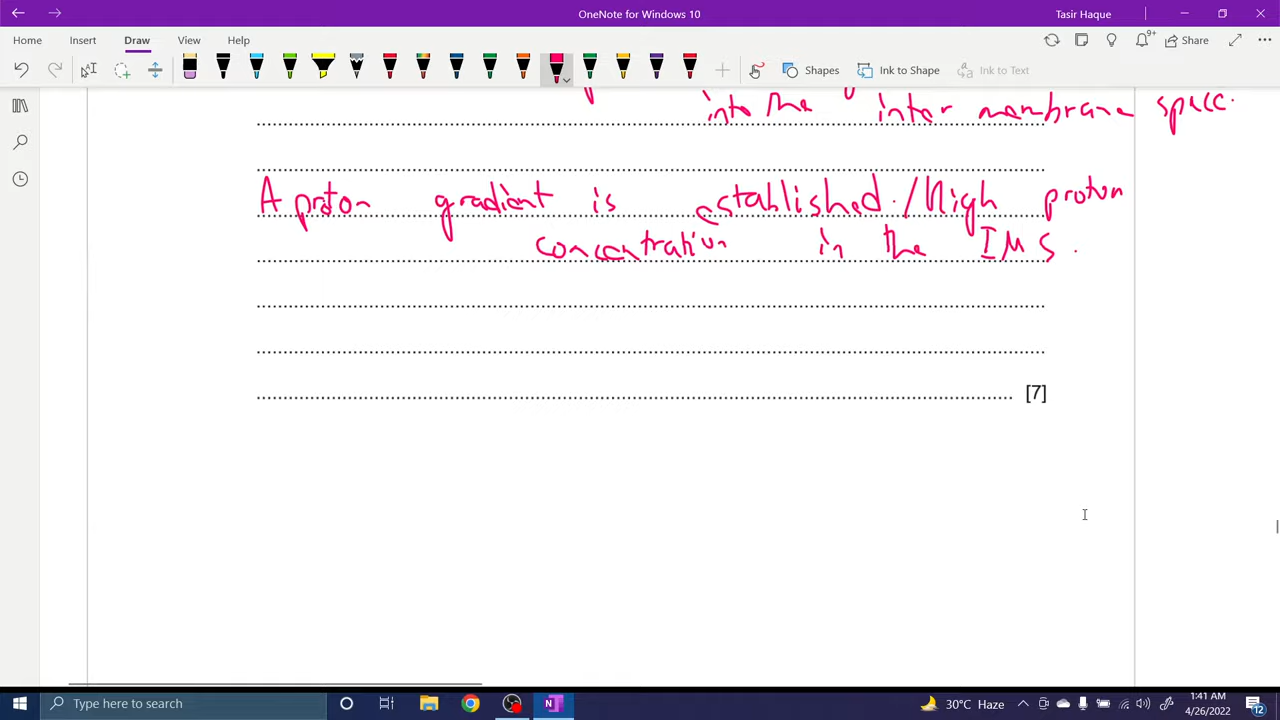 OneNote for Windows 10
Tasir Haque
Home Insert Draw View Help
Share
Shapes
Ink to Shape
Ink to Text
into the inter membrane space.
A proton gradient is established. / High proton
concentration in the IMS.
[7]
Type here to search
30°C Haze
1:41 AM
4/26/2022